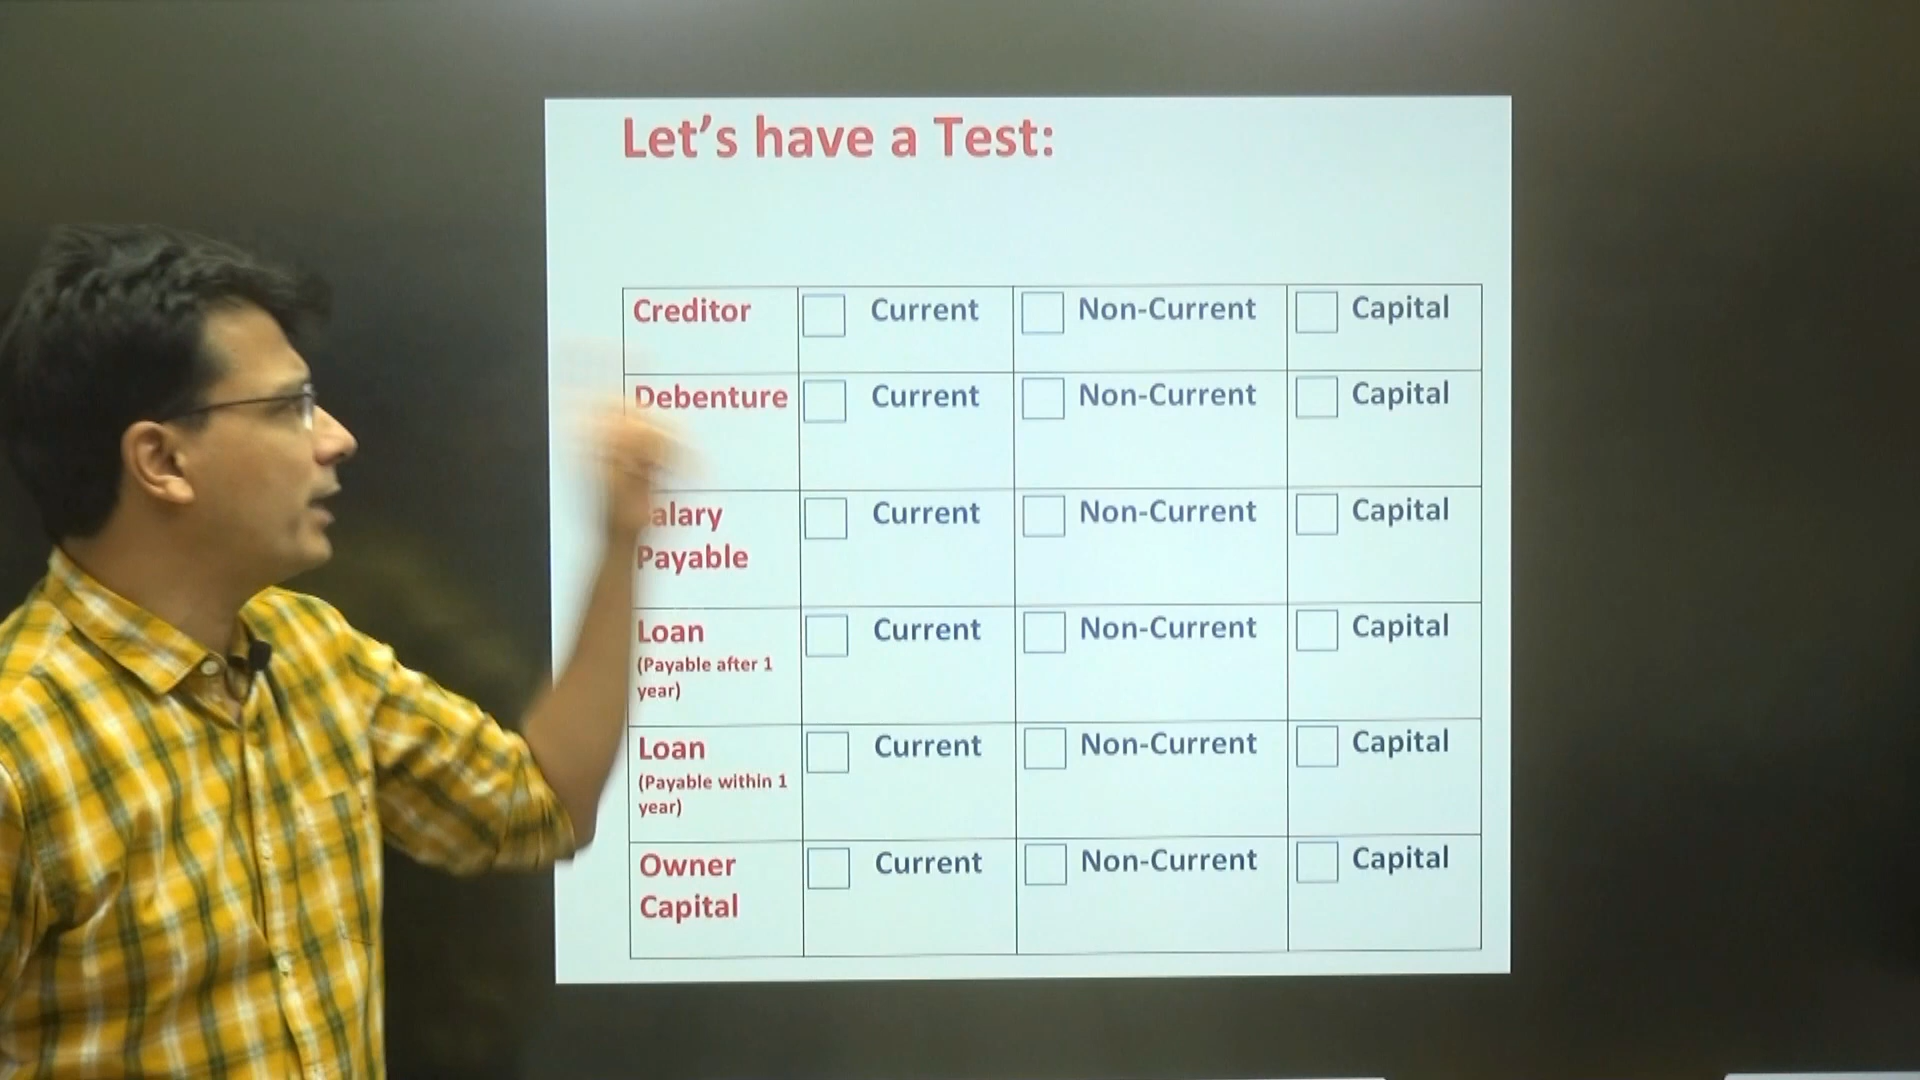 Let's have a Test:
Creditor Current Non-Current Capital
Debenture Current Non-Current Capital
alary Current Non-Current Capital
Payable
Loan Current Non-Current Capital
(Payable after 1
year)
Loan Current Non-Current Capital
(Payable within 1
year)
Owner Current Non-Current Capital
Capital